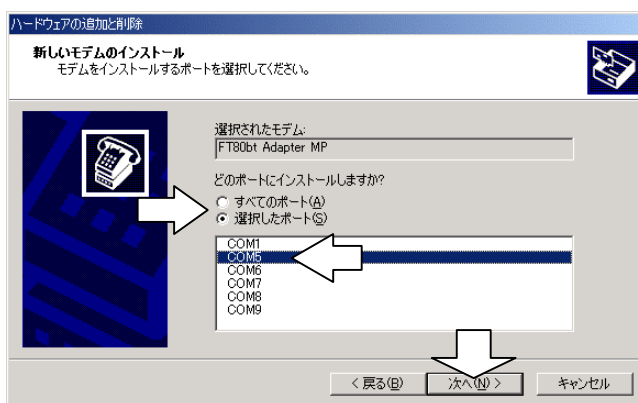 ハードウェアの追加と削除
新しいモデムのインストール
モデムをインストールするポートを選択してください。
選択されたモデム:
FT80bt Adapter MP
どのポートにインストールしますか?
すべてのポート(A)
選択したポート(S)
COM1
COM5
COM6
COM7
COM8
COM9
< 戻る(B)
次へ(N) >
キャンセル